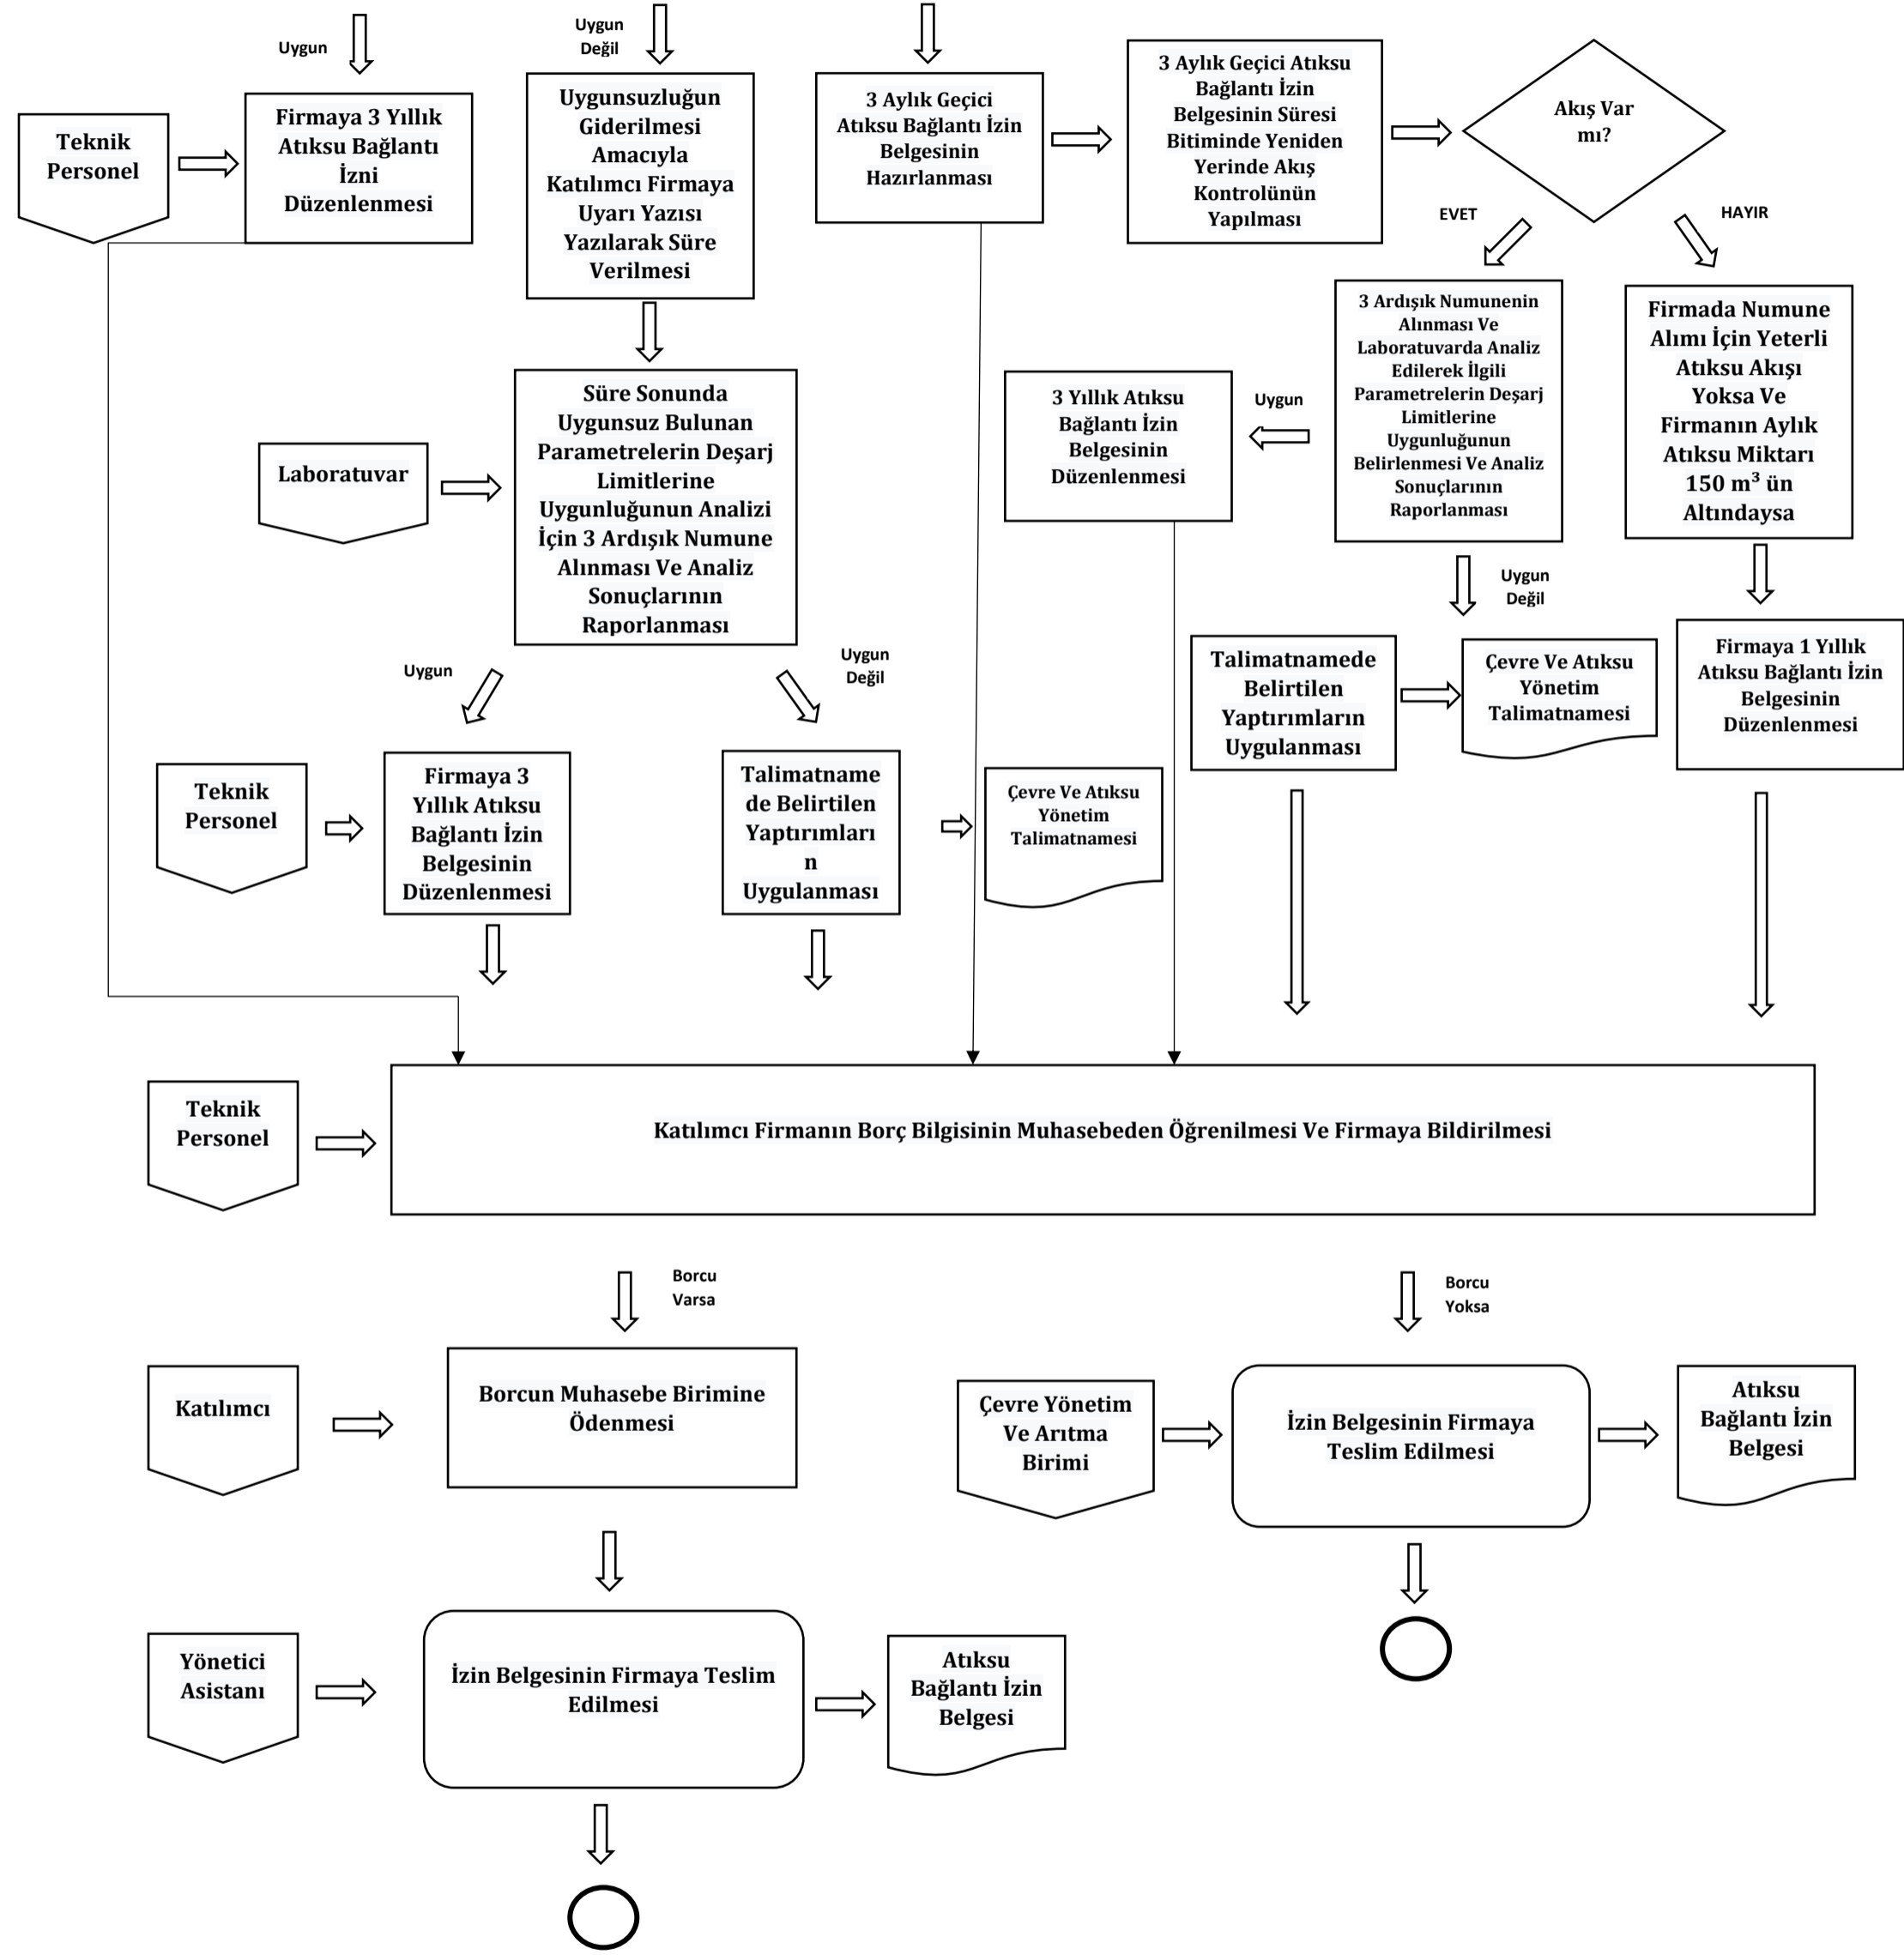 Uygun
Uygun
Değil
Teknik
Personel
Firmaya 3 Yıllık
Atıksu Bağlantı
İzni
Düzenlenmesi
Uygunsuzluğun
Giderilmesi
Amacıyla
Katılımcı Firmaya
Uyarı Yazısı
Yazılarak Süre
Verilmesi
3 Aylık Geçici
Atıksu Bağlantı İzin
Belgesinin
Hazırlanması
3 Aylık Geçici Atıksu
Bağlantı İzin
Belgesinin Süresi
Bitiminde Yeniden
Yerinde Akış
Kontrolünün
Yapılması
Akış Var
mı?
EVET
HAYIR
3 Ardışık Numunenin
Alınması Ve
Laboratuvarda Analiz
Edilerek İlgili
Parametrelerin Deşarj
Limitlerine
Uygunluğunun
Belirlenmesi Ve Analiz
Sonuçlarının
Raporlanması
Firmada Numune
Alımı İçin Yeterli
Atıksu Akışı
Yoksa Ve
Firmanın Aylık
Atıksu Miktarı
150 m³ ün
Altındaysa
Laboratuvar
Süre Sonunda
Uygunsuz Bulunan
Parametrelerin Deşarj
Limitlerine
Uygunluğunun Analizi
İçin 3 Ardışık Numune
Alınması Ve Analiz
Sonuçlarının
Raporlanması
3 Yıllık Atıksu
Bağlantı İzin
Belgesinin
Düzenlenmesi
Uygun
Uygun
Değil
Uygun
Uygun
Değil
Talimatnamede
Belirtilen
Yaptırımların
Uygulanması
Çevre Ve Atıksu
Yönetim
Talimatnamesi
Firmaya 1 Yıllık
Atıksu Bağlantı İzin
Belgesinin
Düzenlenmesi
Teknik
Personel
Firmaya 3
Yıllık Atıksu
Bağlantı İzin
Belgesinin
Düzenlenmesi
Talimatname
de Belirtilen
Yaptırımları
n
Uygulanması
Çevre Ve Atıksu
Yönetim
Talimatnamesi
Teknik
Personel
Katılımcı Firmanın Borç Bilgisinin Muhasebeden Öğrenilmesi Ve Firmaya Bildirilmesi
Borcu
Varsa
Borcu
Yoksa
Katılımcı
Borcun Muhasebe Birimine
Ödenmesi
Çevre Yönetim
Ve Arıtma
Birimi
İzin Belgesinin Firmaya
Teslim Edilmesi
Atıksu
Bağlantı İzin
Belgesi
Yönetici
Asistanı
İzin Belgesinin Firmaya Teslim
Edilmesi
Atıksu
Bağlantı İzin
Belgesi